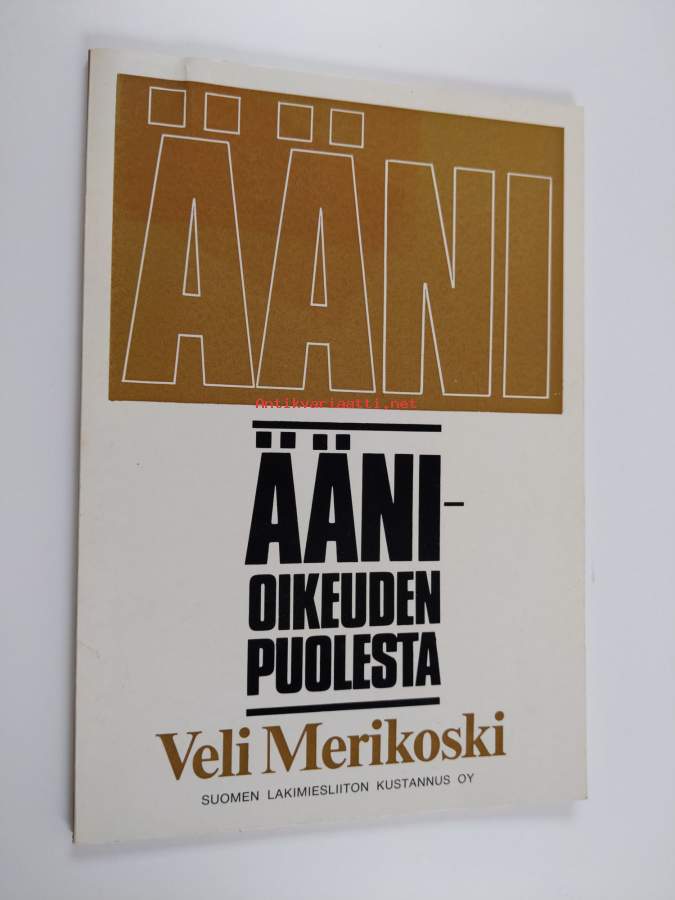 ÄÄNI
Antikvariaatti.net
ÄÄNI-
OIKEUDEN
PUOLESTA
Veli Merikoski
SUOMEN LAKIMIESLIITON KUSTANNUS OY